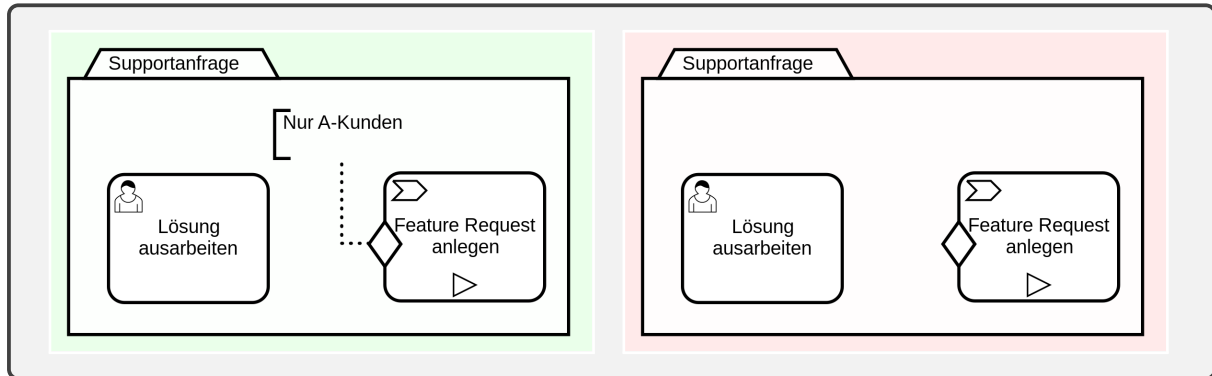 Supportanfrage
Nur A-Kunden
Lösung
ausarbeiten
Feature Request
anlegen
Supportanfrage
Lösung
ausarbeiten
Feature Request
anlegen